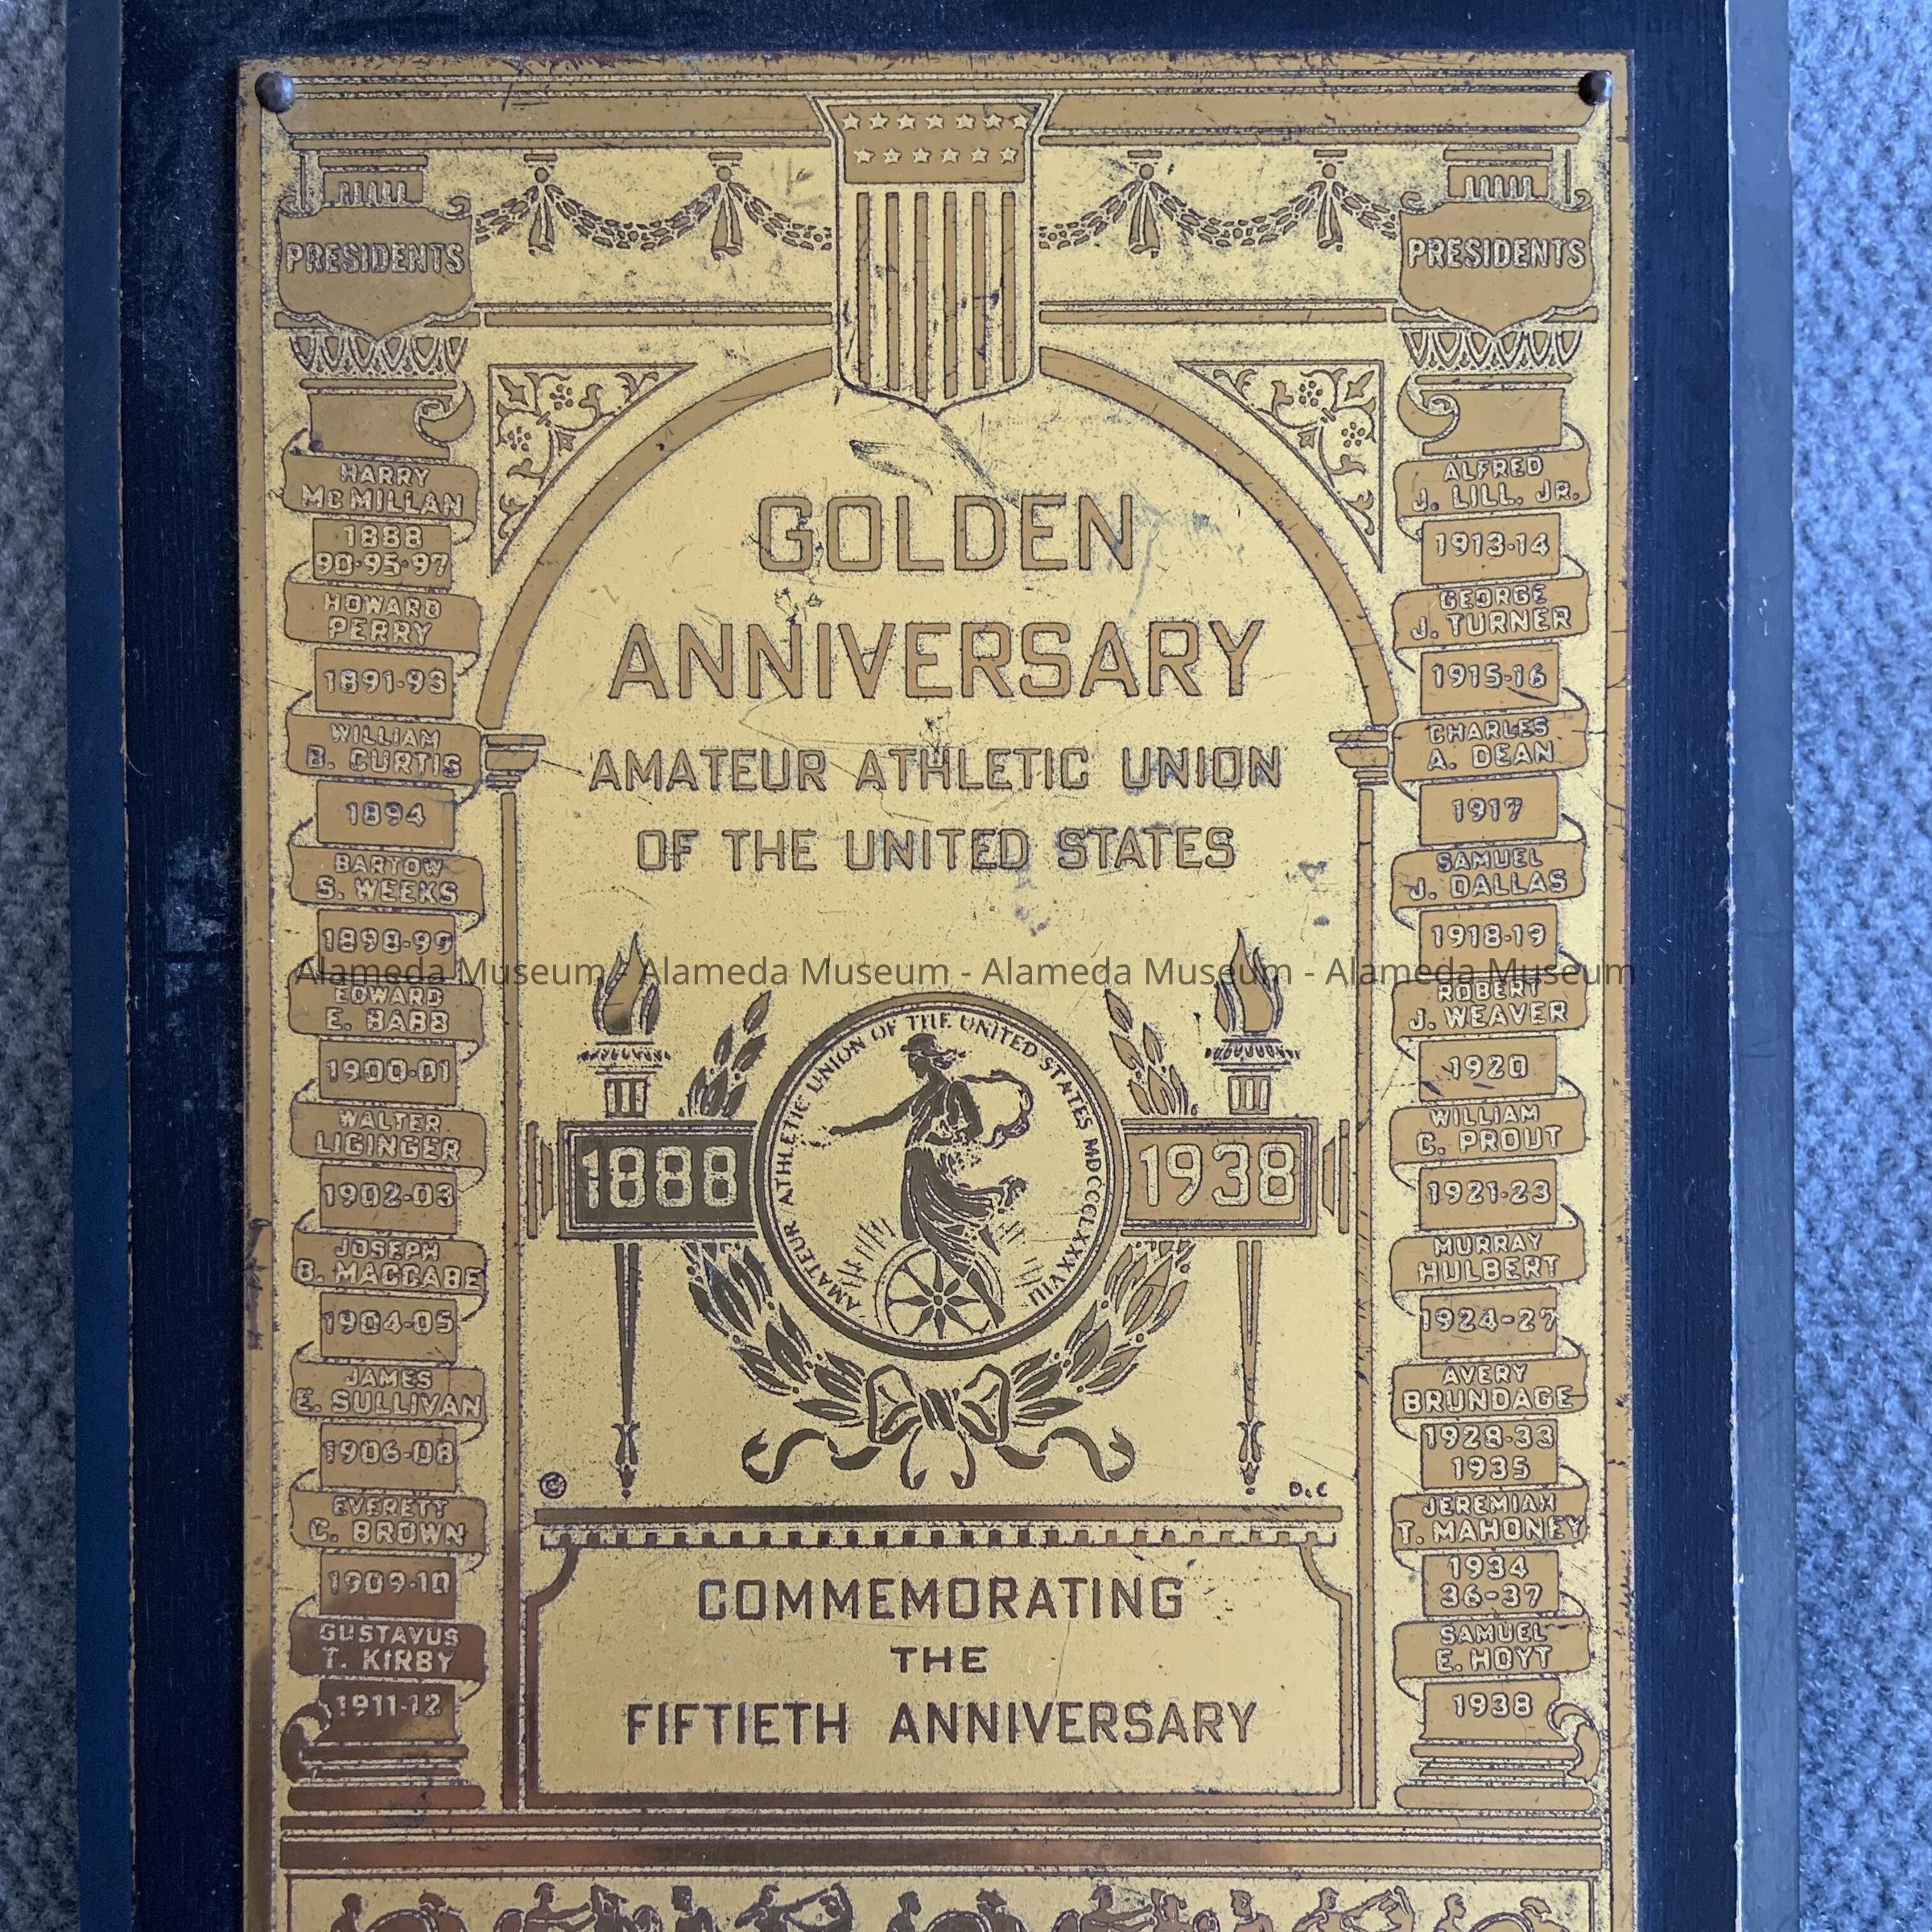 PRESIDENTS
HARRY
MCMILLAN
1888
90-95-97
HOWARD
PERRY
1891-93
WILLIAM
B. CURTIS
1894
BARTOW
S. WEEKS
1898-99
EDWARD
E. BABB
1900-01
WALTER
LIGINGER
1902-03
JOSEPH
B. MACCABE
1904-05
JAMES
E. SULLIVAN
1906-08
EVERETT
C. BROWN
1909-10
GUSTAVUS
T. KIRBY
1911-12
GOLDEN
ANNIVERSARY
AMATEUR ATHLETIC UNION
OF THE UNITED STATES
Alameda Museum - Alameda Museum - Alameda Museum - Alameda Museum
1888
AMATEUR ATHLETIC UNION OF THE UNITED STATES MDCCCLXXXVIII
1938
© D.C
COMMEMORATING
THE
FIFTIETH ANNIVERSARY
PRESIDENTS
ALFRED
J. LILL. JR.
1913-14
GEORGE
J. TURNER
1915-16
CHARLES
A. DEAN
1917
SAMUEL
J. DALLAS
1918-19
ROBERT
J. WEAVER
1920
WILLIAM
C. PROUT
1921-23
MURRAY
HULBERT
1924-27
AVERY
BRUNDAGE
1928-33
1935
JEREMIAH
T. MAHONEY
1934
36-37
SAMUEL
E. HOYT
1938